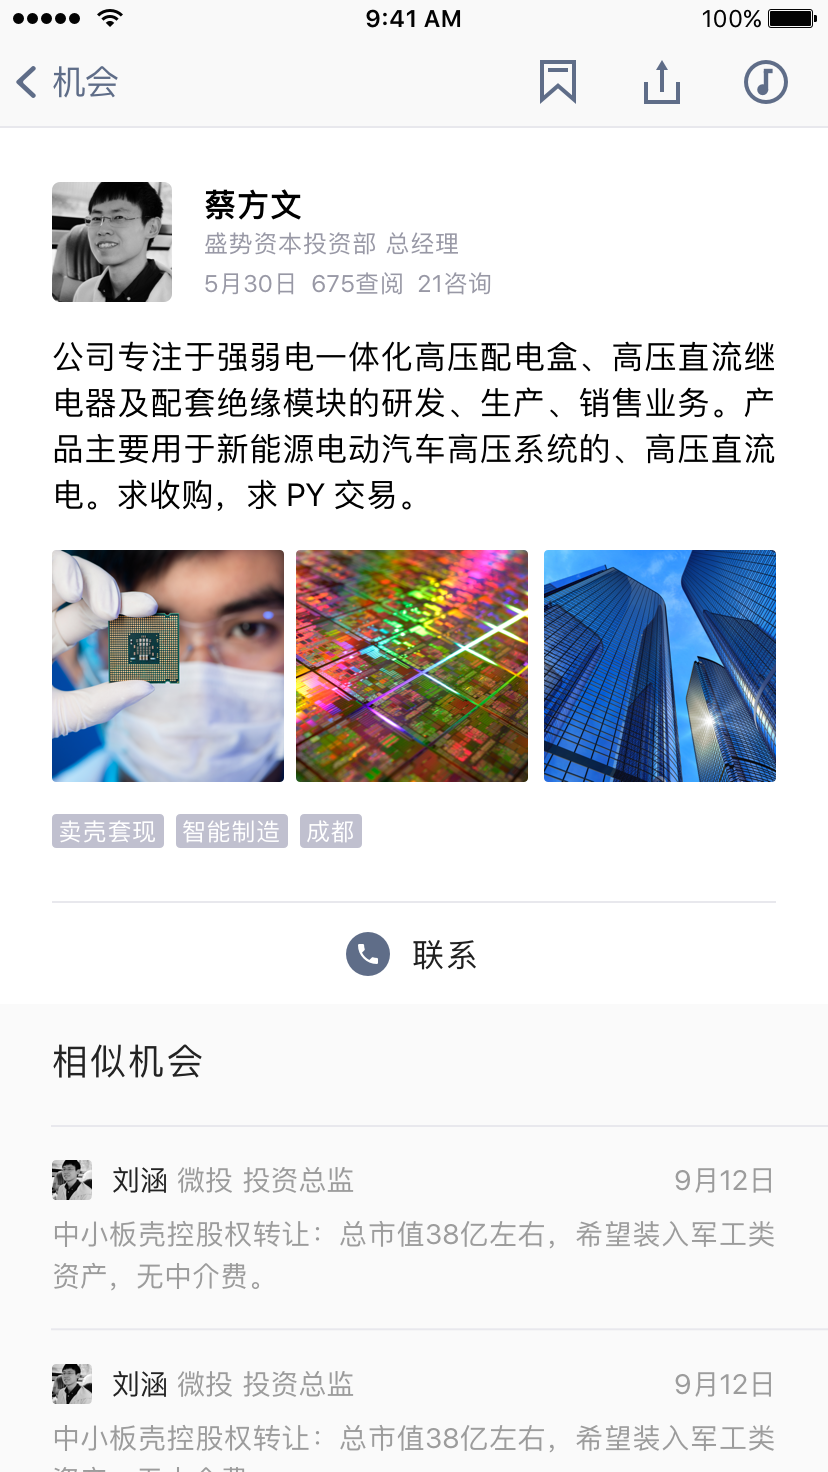 9:41 AM
100%
机会
蔡方文
盛势资本投资部 总经理
5月30日 675查阅 21咨询
公司专注于强弱电一体化高压配电盒、高压直流继
电器及配套绝缘模块的研发、生产、销售业务。产
品主要用于新能源电动汽车高压系统的、高压直流
电。求收购，求 PY 交易。
卖壳套现 智能制造 成都
联系
相似机会
刘涵 微投 投资总监 9月12日
中小板壳控股权转让：总市值38亿左右，希望装入军工类
资产，无中介费。
刘涵 微投 投资总监 9月12日
中小板壳控股权转让：总市值38亿左右，希望装入军工类